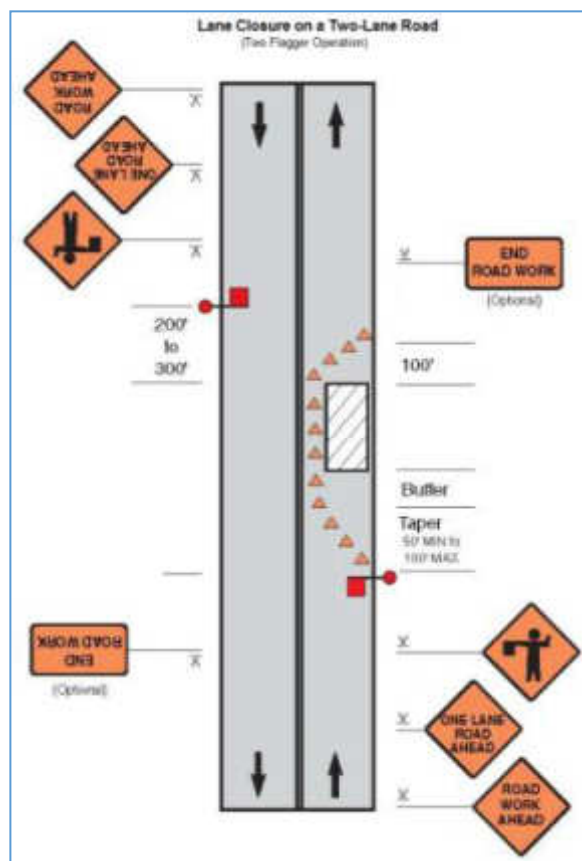 Lane Closure on a Two-Lane Road
(Two Flagger Operation)
ROAD
WORK
AHEAD
ONE LANE
ROAD
AHEAD
END
ROAD WORK
(Optional)
200'
to
300'
100'
Buffer
Taper
50' MIN to
100' MAX
END
ROAD WORK
(Optional)
ONE LANE
ROAD
AHEAD
ROAD
WORK
AHEAD